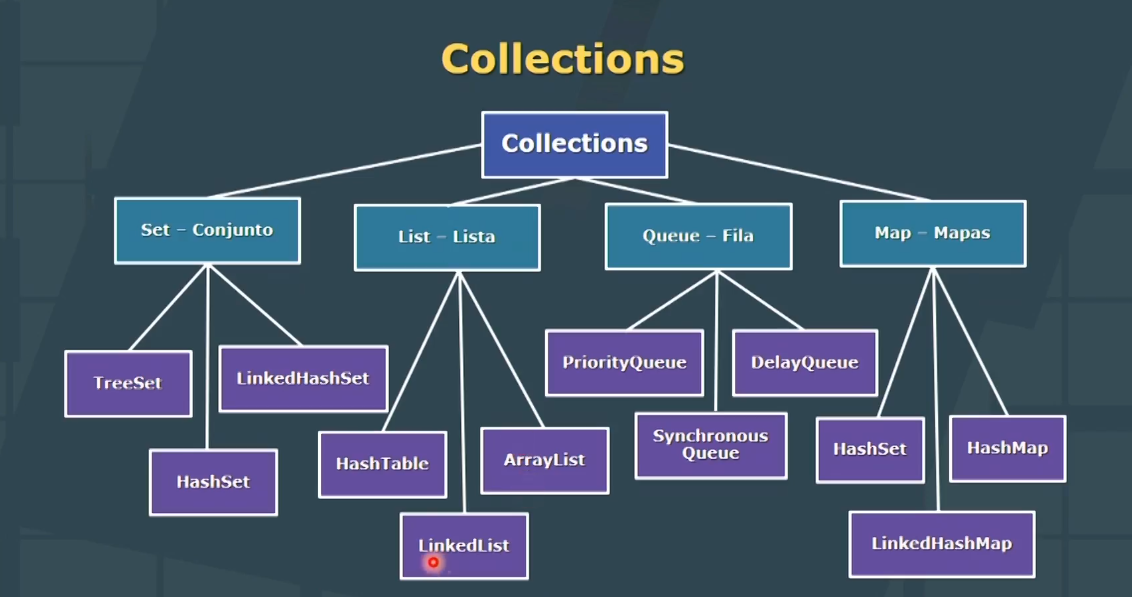 Collections
Collections
Set – Conjunto
List – Lista
Queue – Fila
Map – Mapas
TreeSet
LinkedHashSet
HashSet
HashTable
ArrayList
LinkedList
PriorityQueue
DelayQueue
Synchronous
Queue
HashSet
HashMap
LinkedHashMap